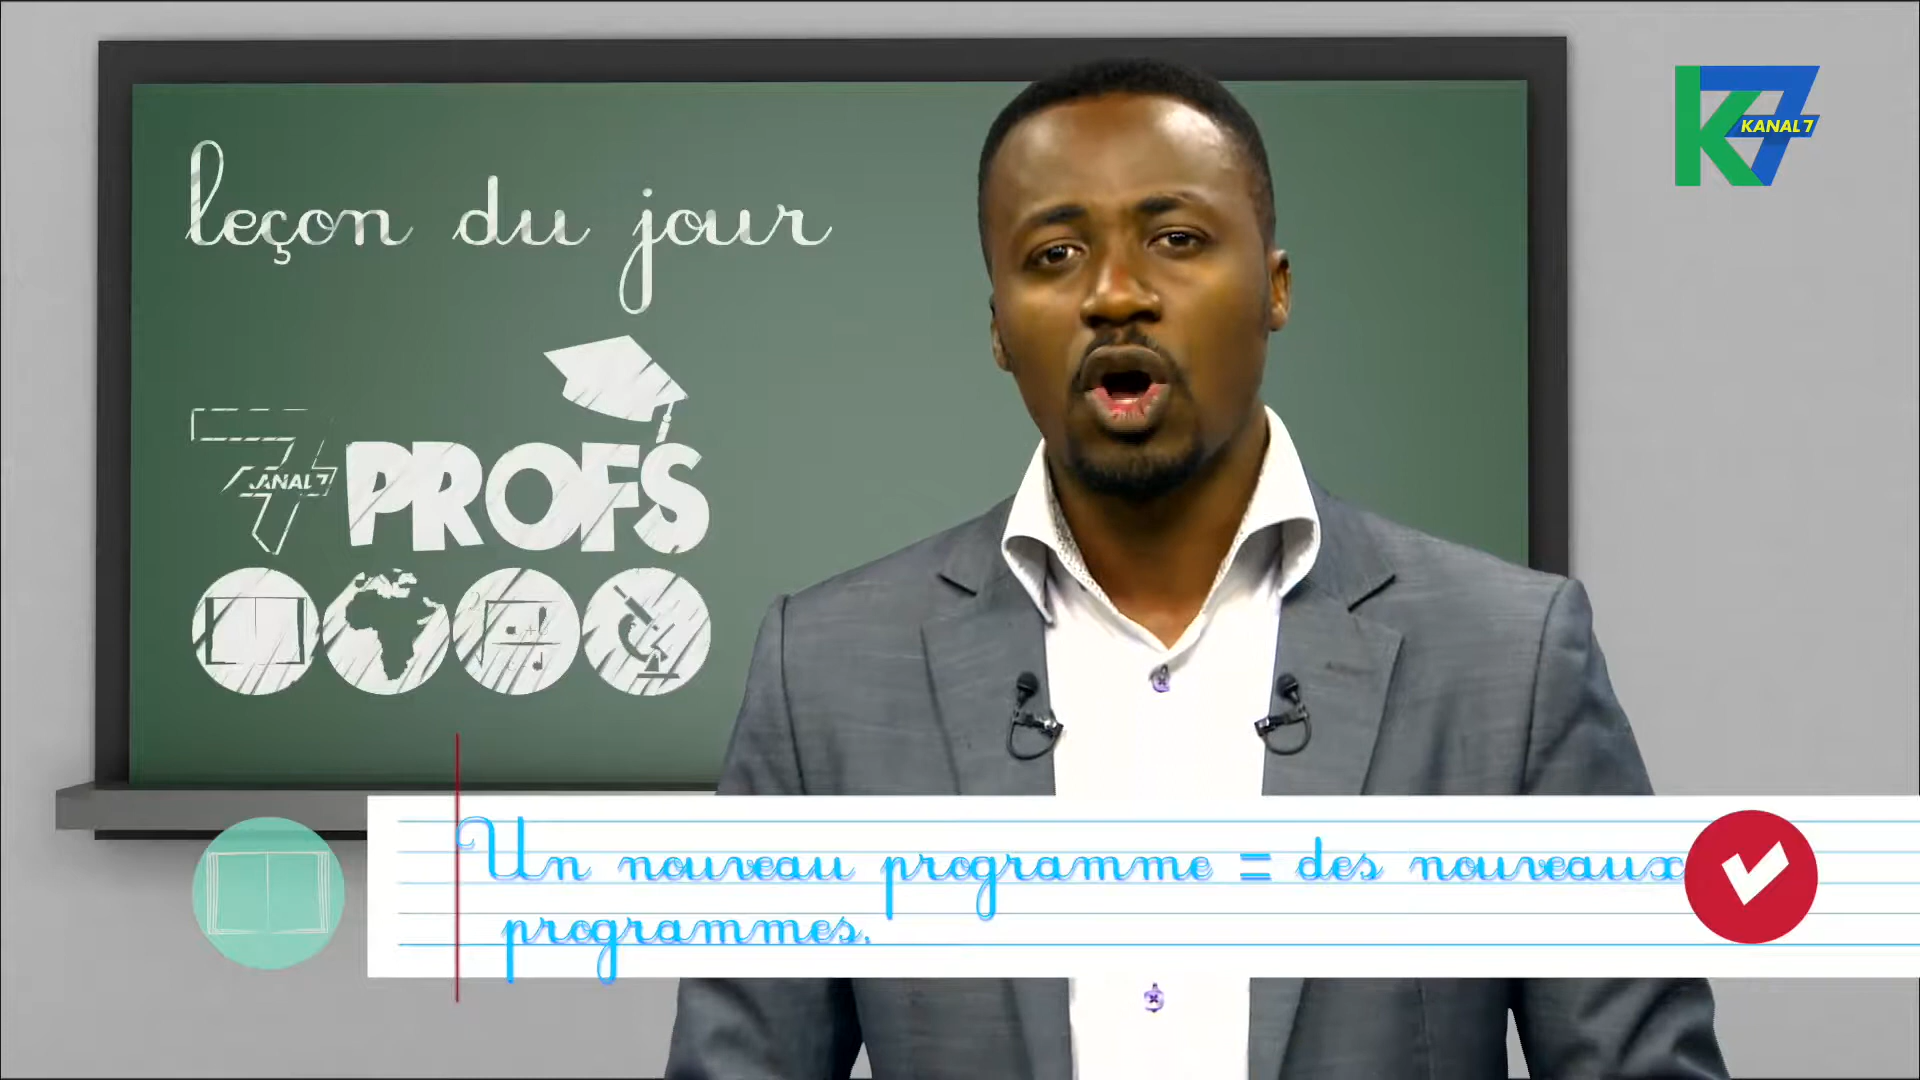 leçon du jour
KANAL 7
KANAL 7 PROFS
Un nouveau programme = des nouveaux
programmes.